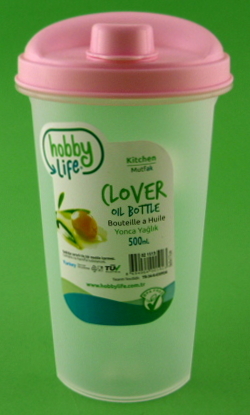 hobby
life
Kitchen
Mutfak
CLOVER
OIL BOTTLE
Bouteille a Huile
Yonca Yağlık
500ml
TÜV
www.hobbylife.com.tr